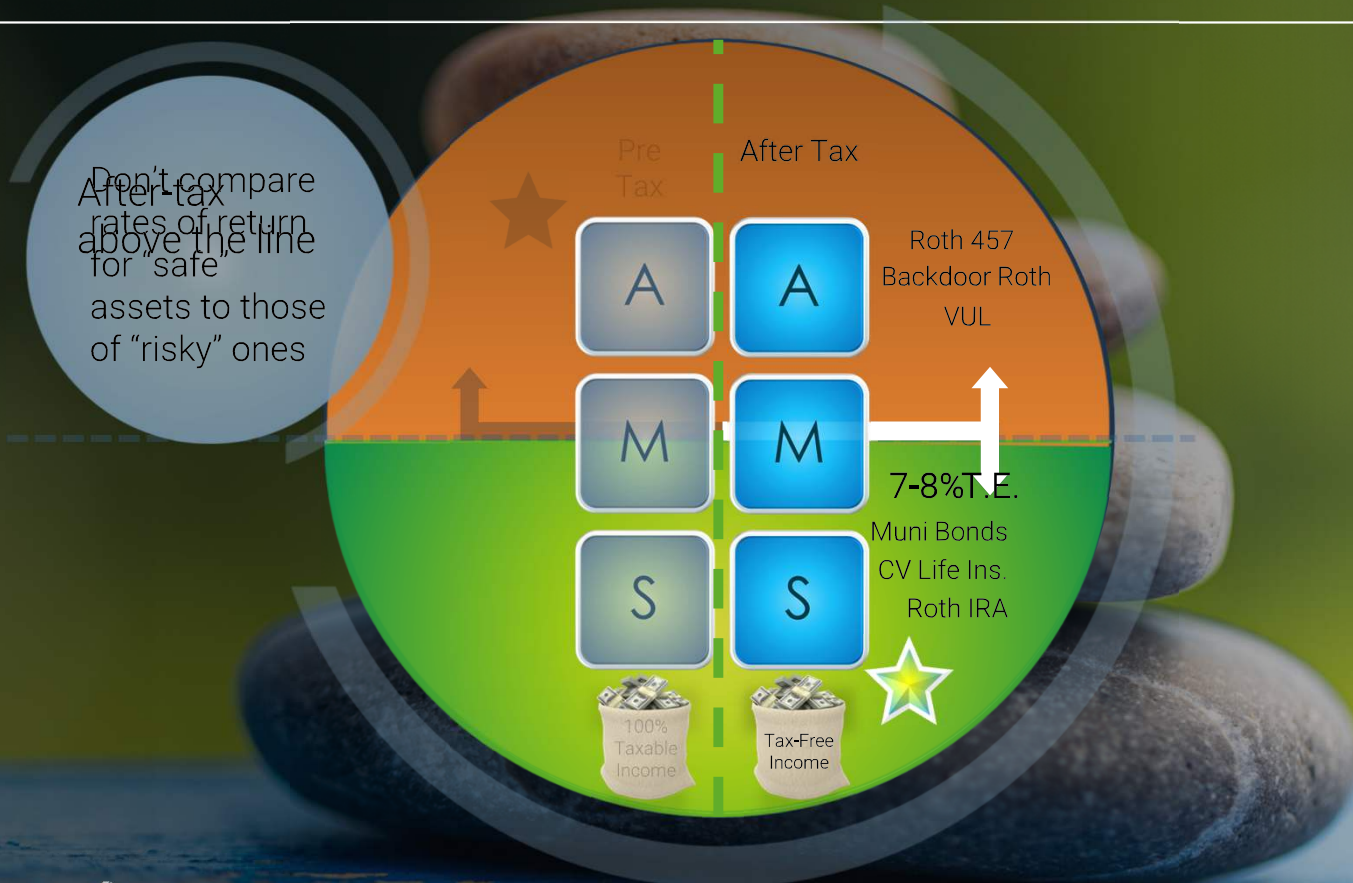 After-tax
above the line
Don't compare
rates of return
for “safe”
assets to those
of “risky” ones
Pre
Tax
After Tax
A
A
Roth 457
Backdoor Roth
VUL
M
M
7-8%T.E.
Muni Bonds
CV Life Ins.
Roth IRA
S
S
100%
Taxable
Income
Tax-Free
Income